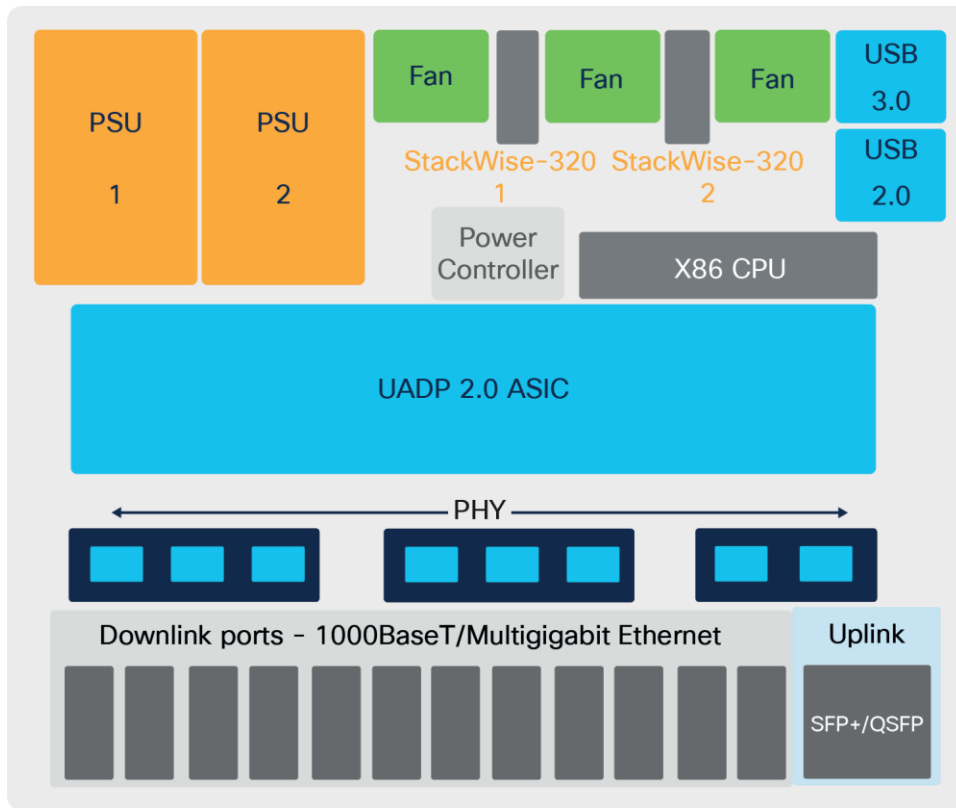 PSU
1
PSU
2
Fan
Fan
Fan
USB
3.0
USB
2.0
StackWise-320
1
StackWise-320
2
Power
Controller
X86 CPU
UADP 2.0 ASIC
PHY
Downlink ports - 1000BaseT/Multigigabit Ethernet
Uplink
SFP+/QSFP